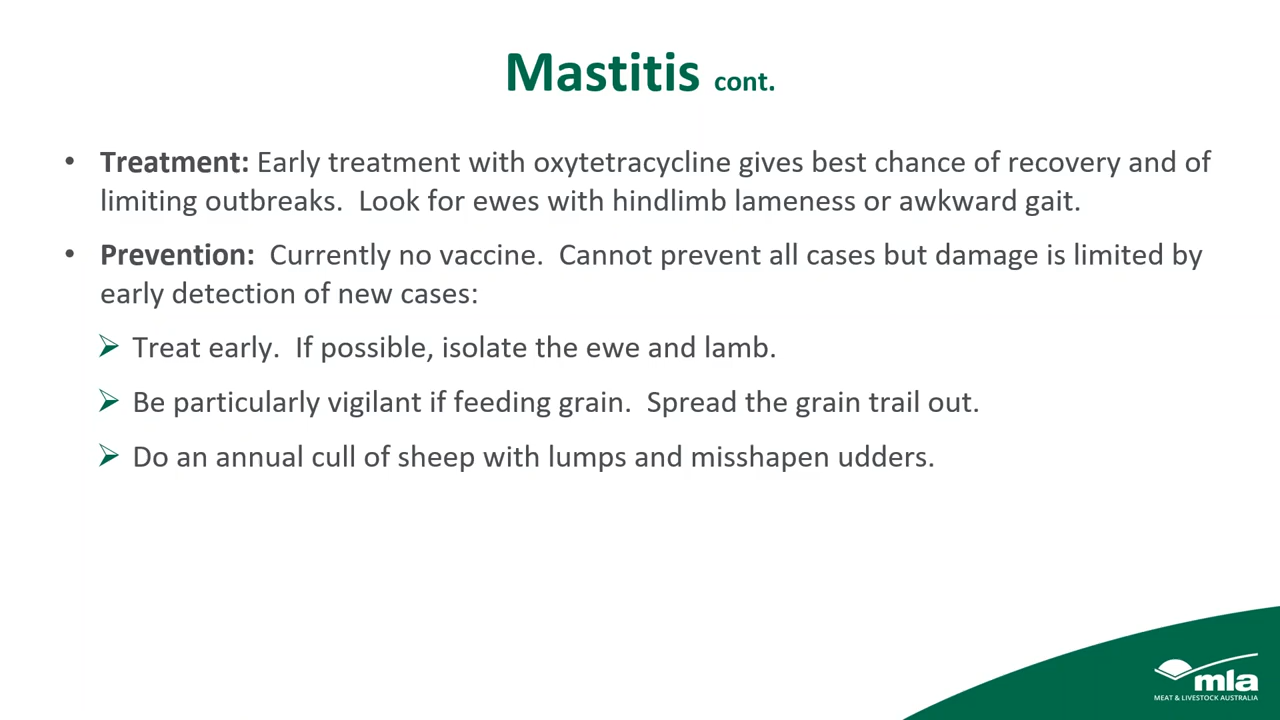 Mastitis cont.
• Treatment: Early treatment with oxytetracycline gives best chance of recovery and of
limiting outbreaks.  Look for ewes with hindlimb lameness or awkward gait.
• Prevention:  Currently no vaccine.  Cannot prevent all cases but damage is limited by
early detection of new cases:
➢ Treat early.  If possible, isolate the ewe and lamb.
➢ Be particularly vigilant if feeding grain.  Spread the grain trail out.
➢ Do an annual cull of sheep with lumps and misshapen udders.
mla
MEAT & LIVESTOCK AUSTRALIA